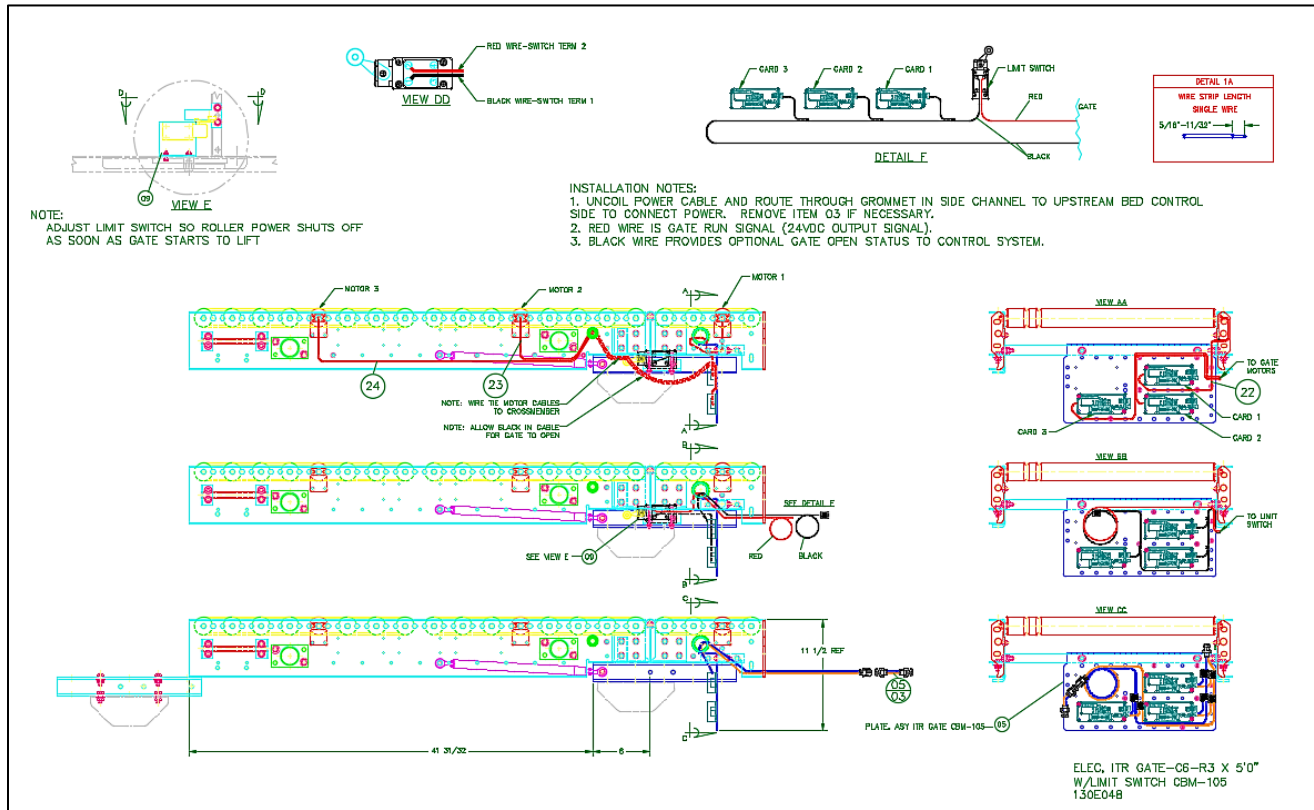 RED WIRE-SWITCH TERM 2
BLACK WIRE-SWITCH TERM 1
VIEW DD
D
D
09
VIEW E
NOTE:
ADJUST LIMIT SWITCH SO ROLLER POWER SHUTS OFF
AS SOON AS GATE STARTS TO LIFT
CARD 3
CARD 2
CARD 1
LIMIT SWITCH
RED
GATE
BLACK
DETAIL F
DETAIL 1A
WIRE STRIP LENGTH
SINGLE WIRE
5/16"-11/32"
INSTALLATION NOTES:
1. UNCOIL POWER CABLE AND ROUTE THROUGH GROMMET IN SIDE CHANNEL TO UPSTREAM BED CONTROL
SIDE TO CONNECT POWER. REMOVE ITEM 03 IF NECESSARY.
2. RED WIRE IS GATE RUN SIGNAL (24VDC OUTPUT SIGNAL).
3. BLACK WIRE PROVIDES OPTIONAL GATE OPEN STATUS TO CONTROL SYSTEM.
MOTOR 3
MOTOR 2
MOTOR 1
A
24
23
NOTE: WIRE TIE MOTOR CABLES
TO CROSSMEMBER
NOTE: ALLOW SLACK IN CABLE
FOR GATE TO OPEN
A
VIEW AA
TO GATE
MOTORS
22
CARD 1
CARD 2
CARD 3
B
SEE DETAIL F
SEE VIEW E
09
RED
BLACK
B
VIEW BB
TO LIMIT
SWITCH
C
11 1/2 REF
05
03
41 31/32
6
C
VIEW CC
PLATE, ASY ITR GATE CBM-105
05
ELEC, ITR GATE-C6-R3 X 5'0"
W/LIMIT SWITCH CBM-105
130E048